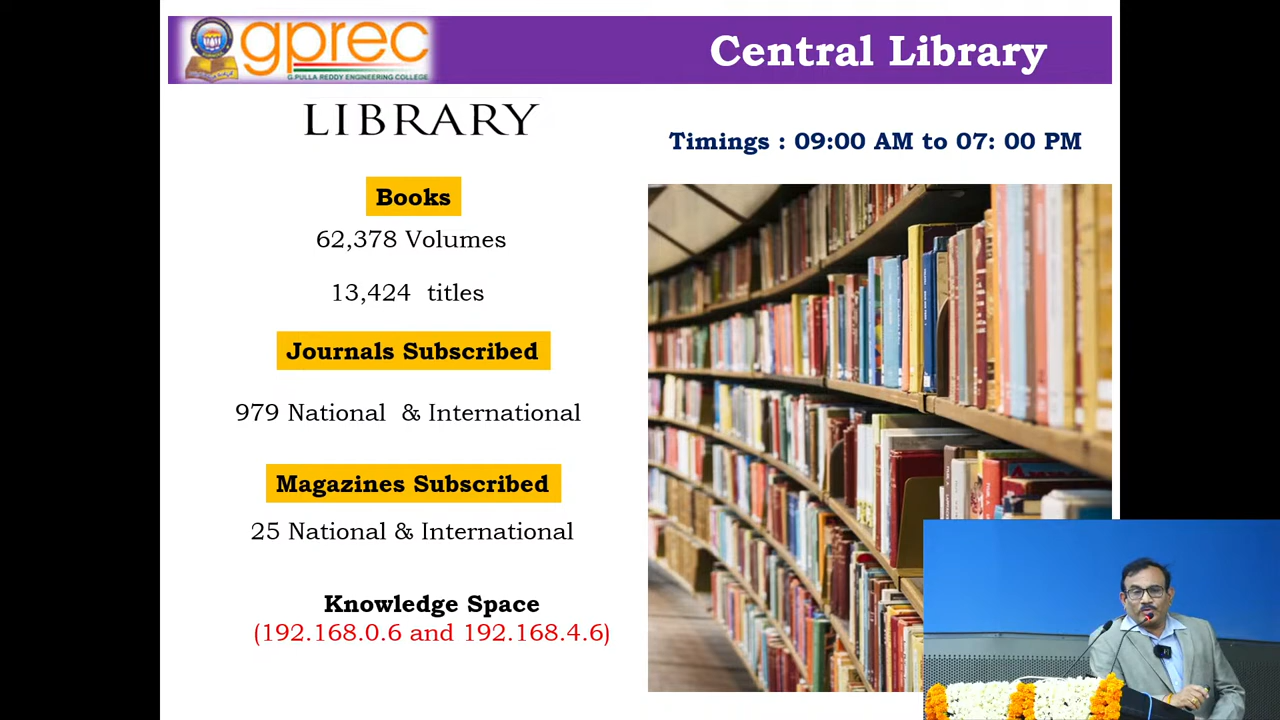 gprec
G.PULLA REDDY ENGINEERING COLLEGE
Central Library
LIBRARY
Timings : 09:00 AM to 07: 00 PM
Books
62,378 Volumes
13,424 titles
Journals Subscribed
979 National & International
Magazines Subscribed
25 National & International
Knowledge Space
(192.168.0.6 and 192.168.4.6)